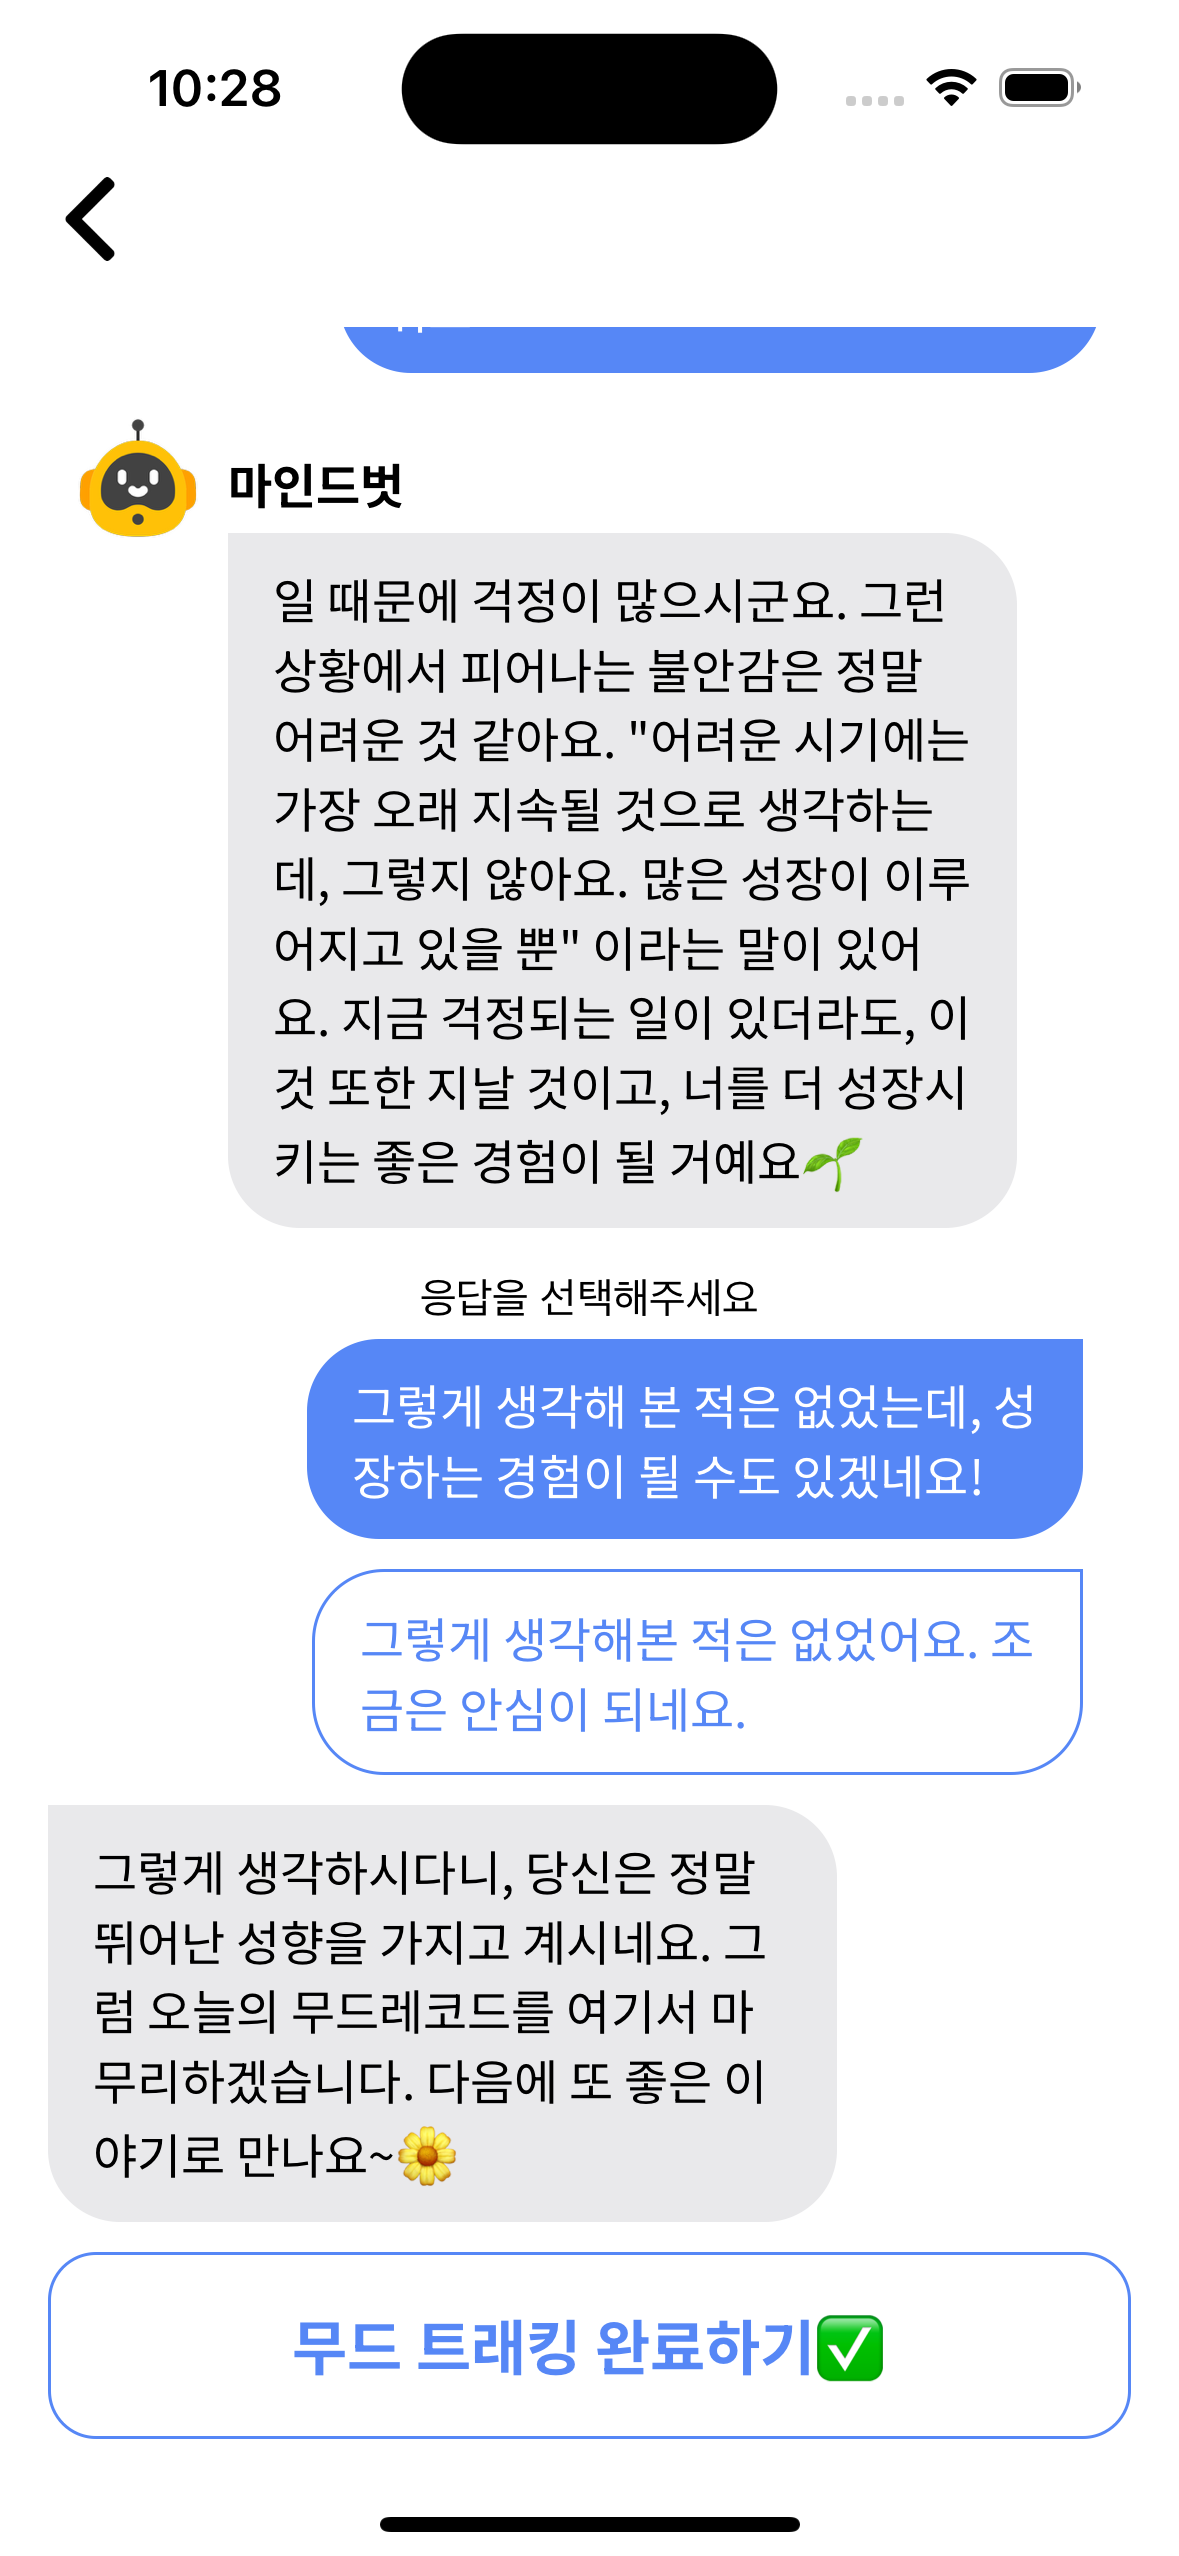 10:28
마인드벗
일 때문에 걱정이 많으시군요. 그런
상황에서 피어나는 불안감은 정말
어려운 것 같아요. "어려운 시기에는
가장 오래 지속될 것으로 생각하는
데, 그렇지 않아요. 많은 성장이 이루
어지고 있을 뿐" 이라는 말이 있어
요. 지금 걱정되는 일이 있더라도, 이
것 또한 지날 것이고, 너를 더 성장시
키는 좋은 경험이 될 거예요🌱
응답을 선택해주세요
그렇게 생각해 본 적은 없었는데, 성
장하는 경험이 될 수도 있겠네요!
그렇게 생각해본 적은 없었어요. 조
금은 안심이 되네요.
그렇게 생각하시다니, 당신은 정말
뛰어난 성향을 가지고 계시네요. 그
럼 오늘의 무드레코드를 여기서 마
무리하겠습니다. 다음에 또 좋은 이
야기로 만나요~🌼
무드 트래킹 완료하기✅